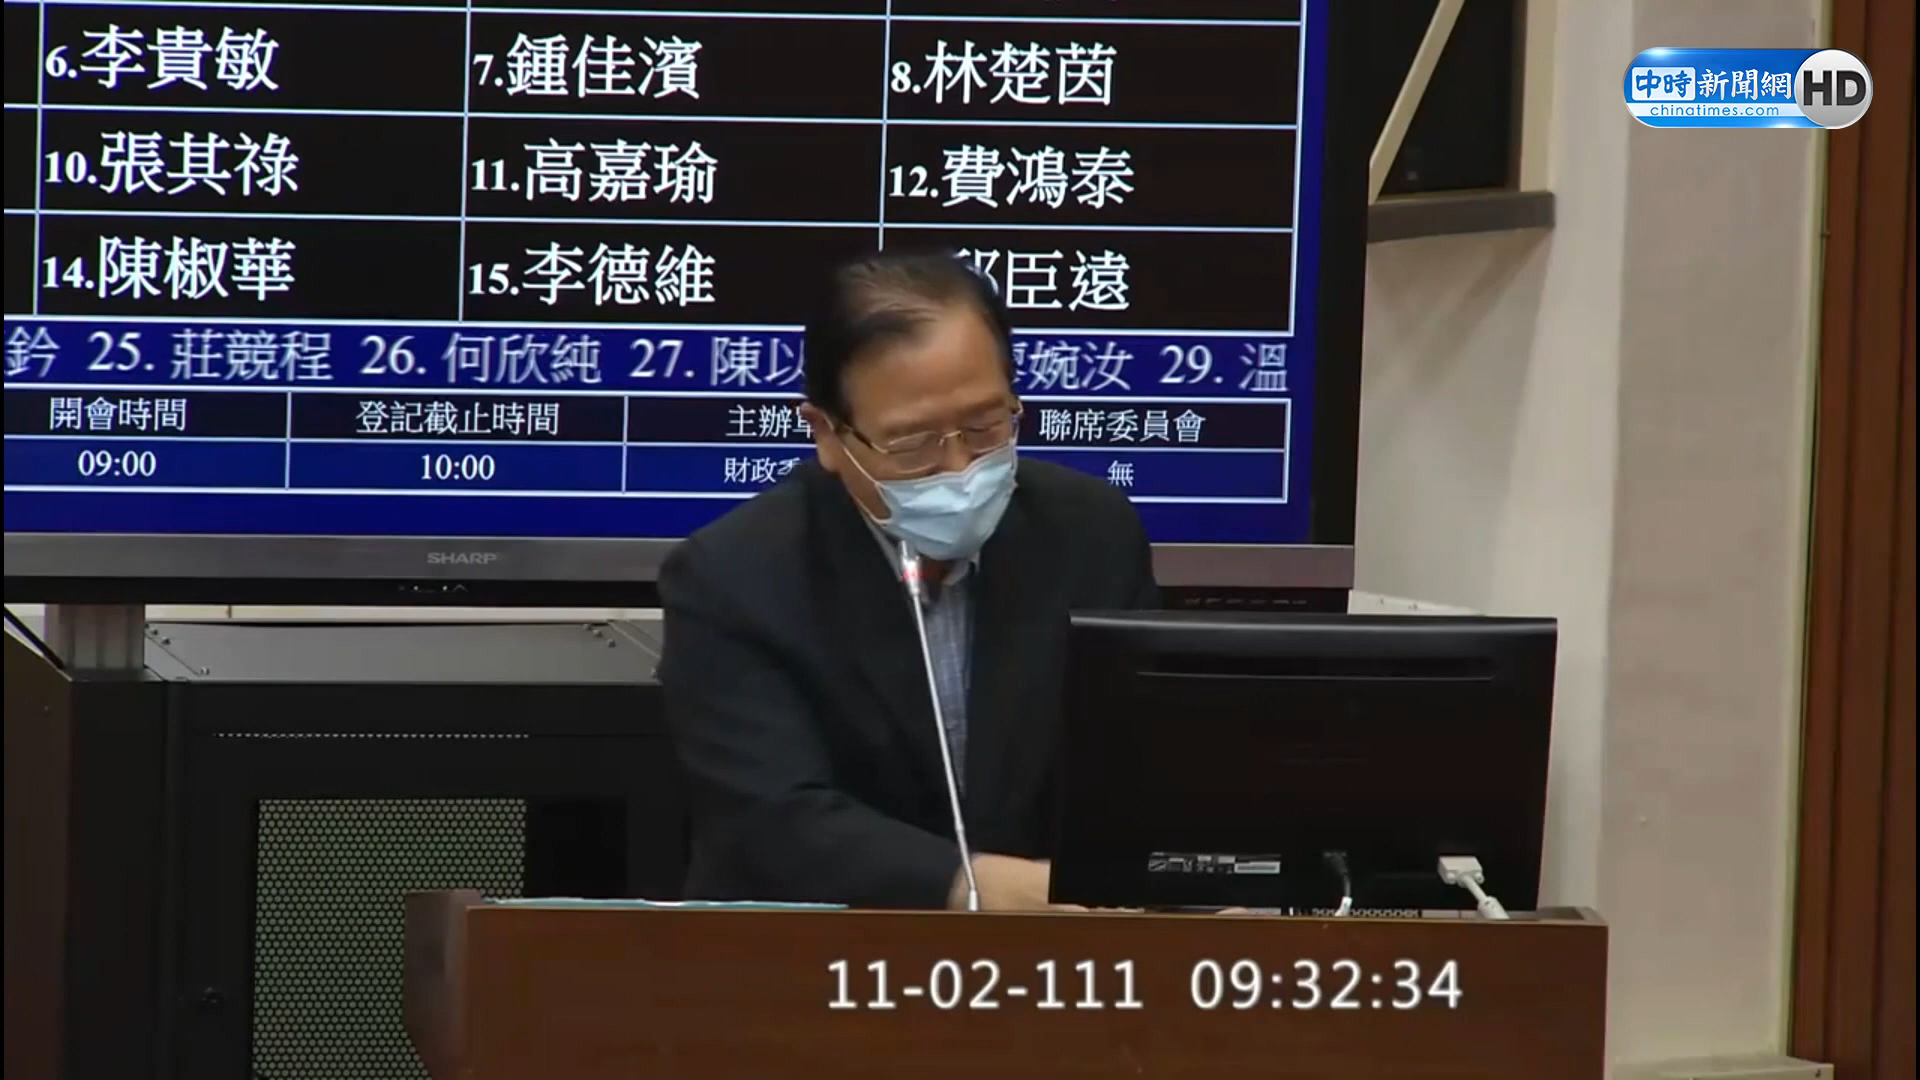 中時新聞網 HD
chinatimes.com
6.李貴敏 7.鍾佳濱 8.林楚茵
10.張其祿 11.高嘉瑜 12.費鴻泰
14.陳椒華 15.李德維 臣遠
鈐 25. 莊競程 26. 何欣純 27. 陳以 婉汝 29. 溫
開會時間 登記截止時間 主辦 聯席委員會
09:00 10:00 財政 無
SHARP
11-02-111 09:32:34